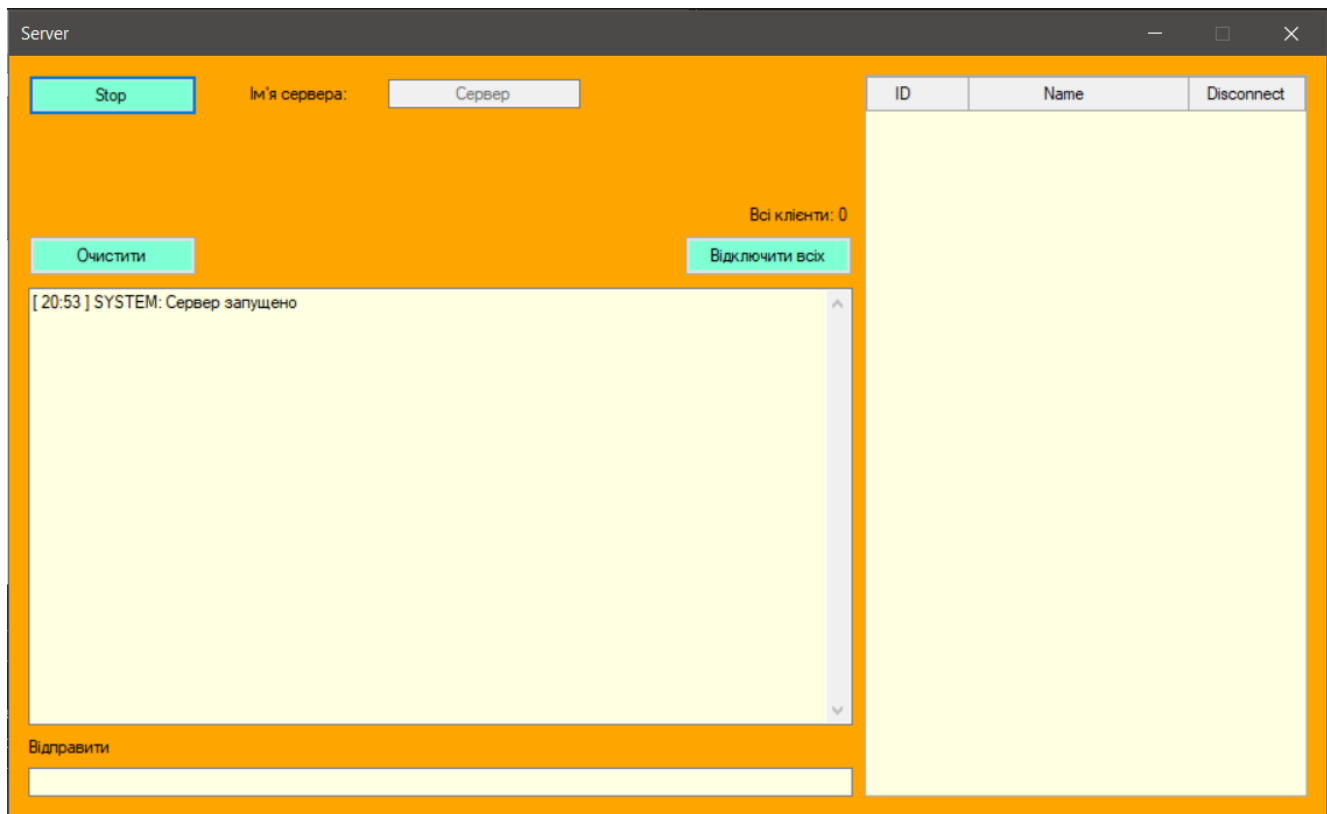 Server
Stop
Ім'я сервера:
Сервер
ID
Name
Disconnect
Всі клієнти: 0
Очистити
Відключити всіх
[ 20:53 ] SYSTEM: Сервер запущено
Відправити